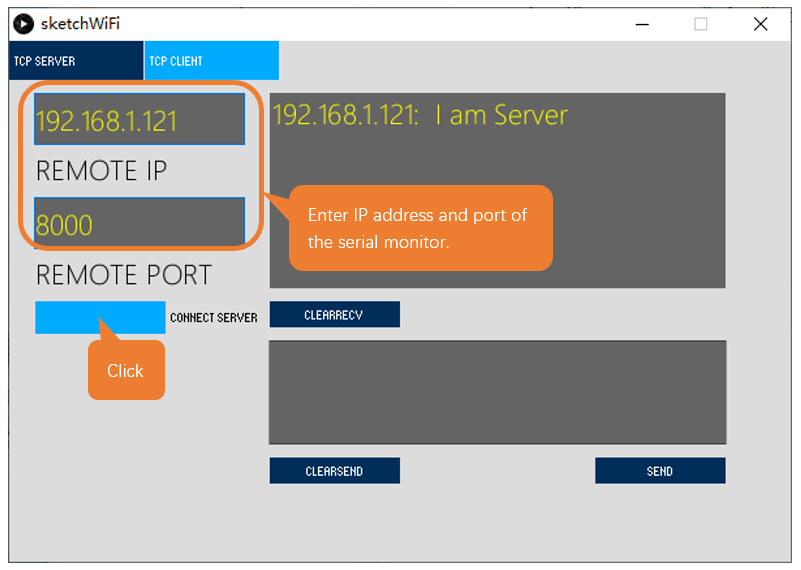 sketchWiFi
TCP SERVER
TCP CLIENT
192.168.1.121
REMOTE IP
8000
REMOTE PORT
CONNECT SERVER
Click
192.168.1.121:  I am Server
Enter IP address and port of
the serial monitor.
CLEARRECV
CLEARSEND
SEND